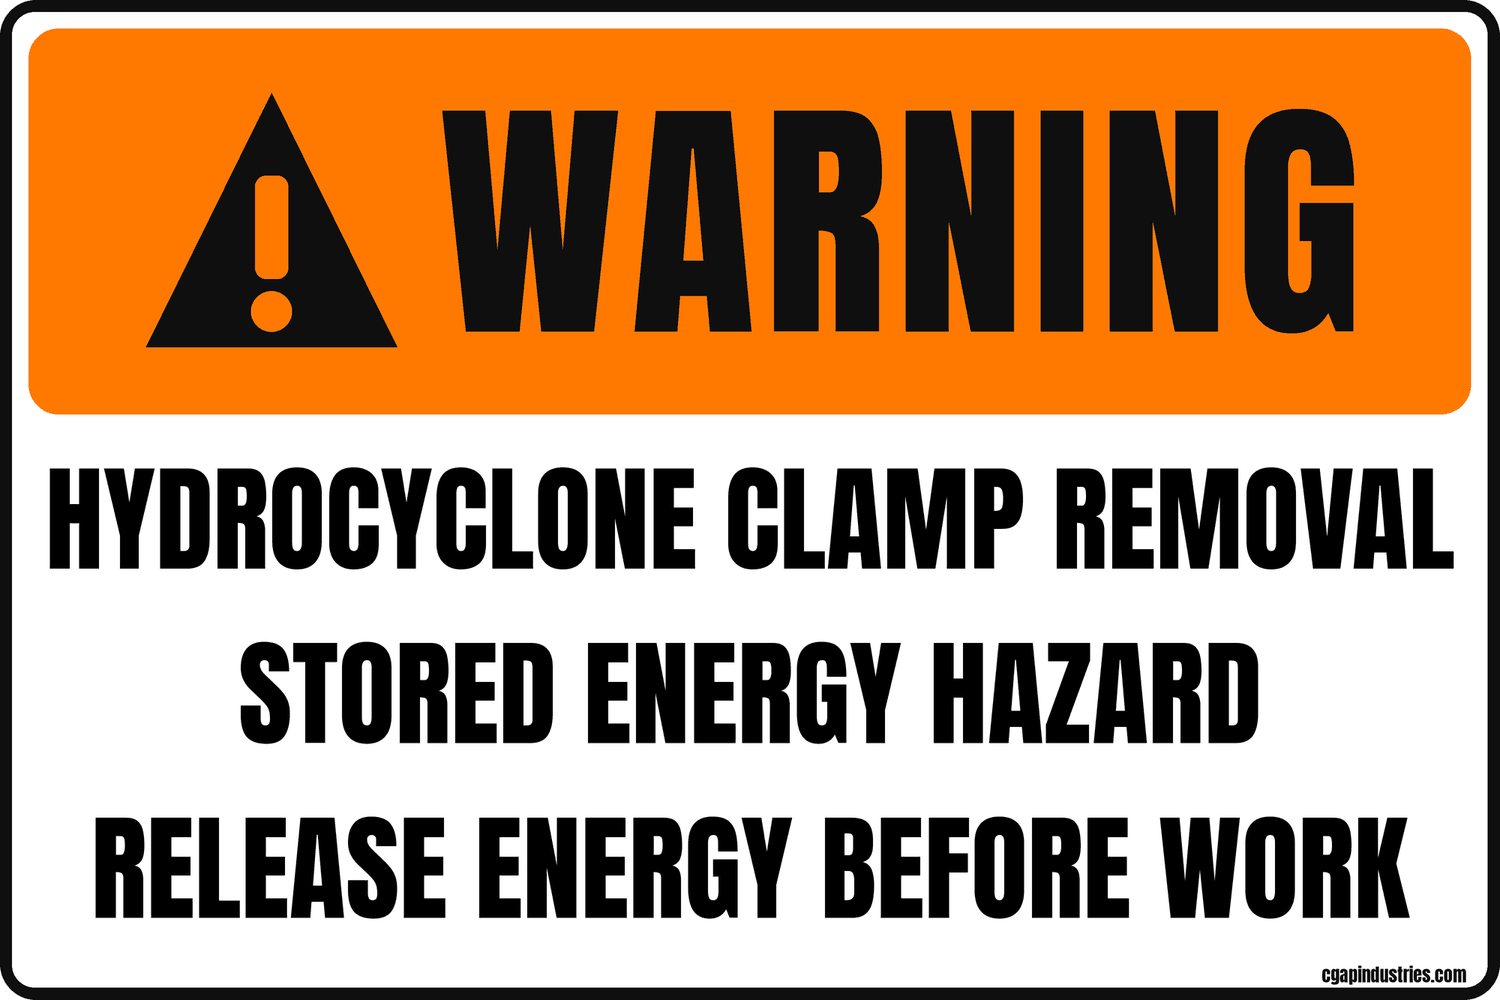 WARNING
HYDROCYCLONE CLAMP REMOVAL
STORED ENERGY HAZARD
RELEASE ENERGY BEFORE WORK
cgapindustries.com